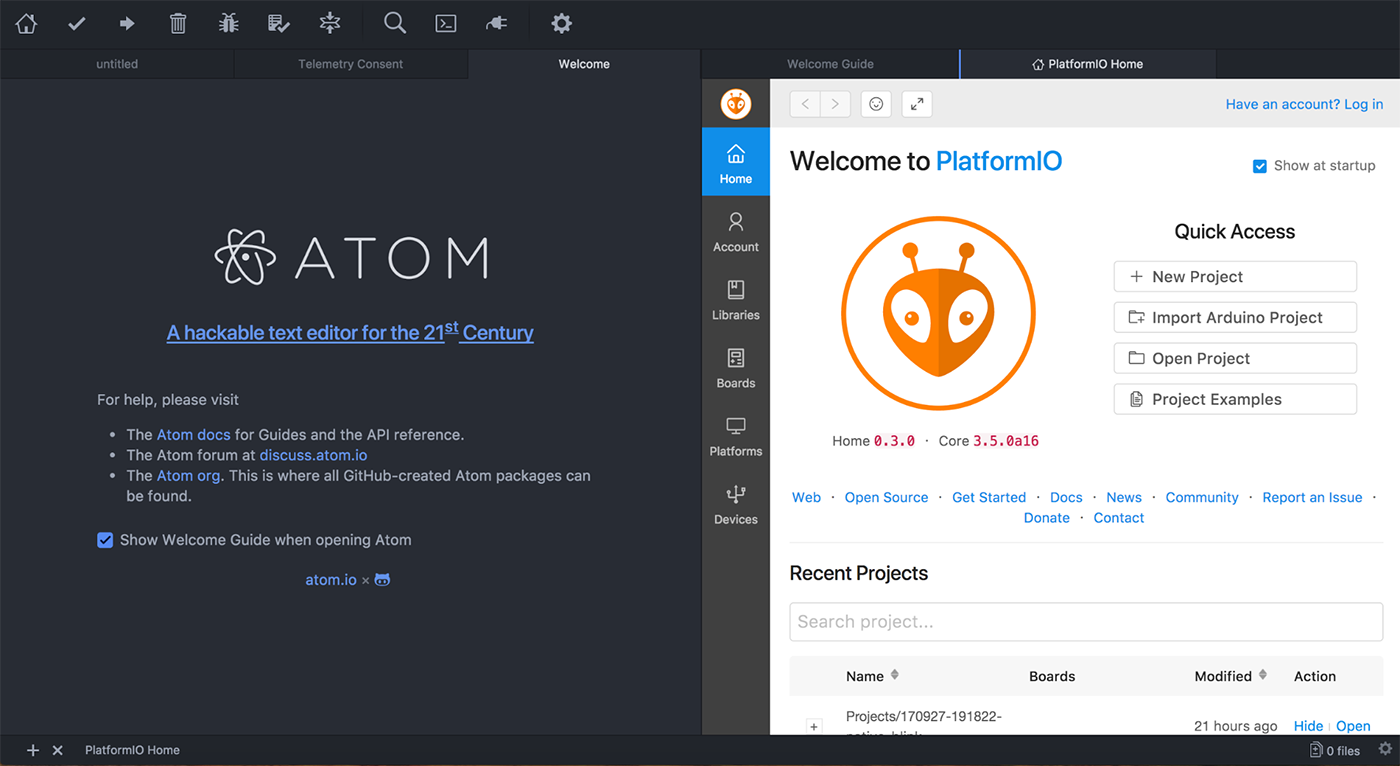 untitled
Telemetry Consent
Welcome
Welcome Guide
PlatformIO Home
ATOM
A hackable text editor for the 21st Century
For help, please visit
• The Atom docs for Guides and the API reference.
• The Atom forum at discuss.atom.io
• The Atom org. This is where all GitHub-created Atom packages can
be found.
Show Welcome Guide when opening Atom
atom.io ×
Home
Account
Libraries
Boards
Platforms
Devices
Have an account? Log in
Welcome to PlatformIO
Show at startup
Quick Access
New Project
Import Arduino Project
Open Project
Project Examples
Home 0.3.0 · Core 3.5.0a16
Web · Open Source · Get Started · Docs · News · Community · Report an Issue ·
Donate · Contact
Recent Projects
Search project...
Name Boards Modified Action
Projects/170927-191822-
native_blink
21 hours ago Hide Open
PlatformIO Home
0 files